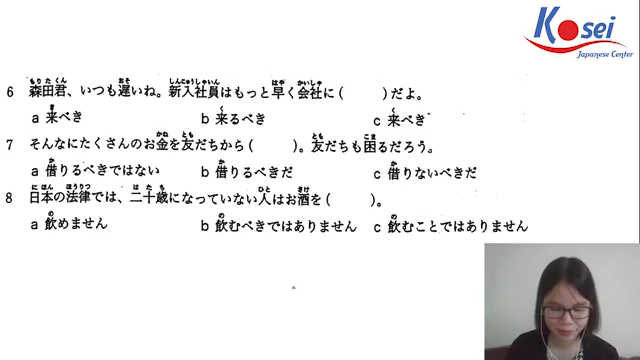 Kosei
Japanese Center
6 森田君、いつも遅いね。新入社員はもっと早く会社に( )だよ。
a 来べき b 来るべき c 来べき
7 そんなにたくさんのお金を友だちから( )。友だちも困るだろう。
a 借りるべきではない b 借りるべきだ c 借りないべきだ
8 日本の法律では、二十歳になっていない人はお酒を( )。
a 飲めません b 飲むべきではありません c 飲むことではありません